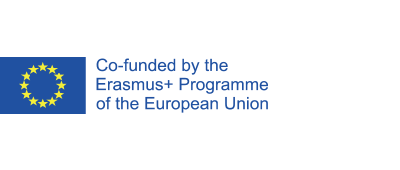 Co-funded by the
Erasmus+ Programme
of the European Union